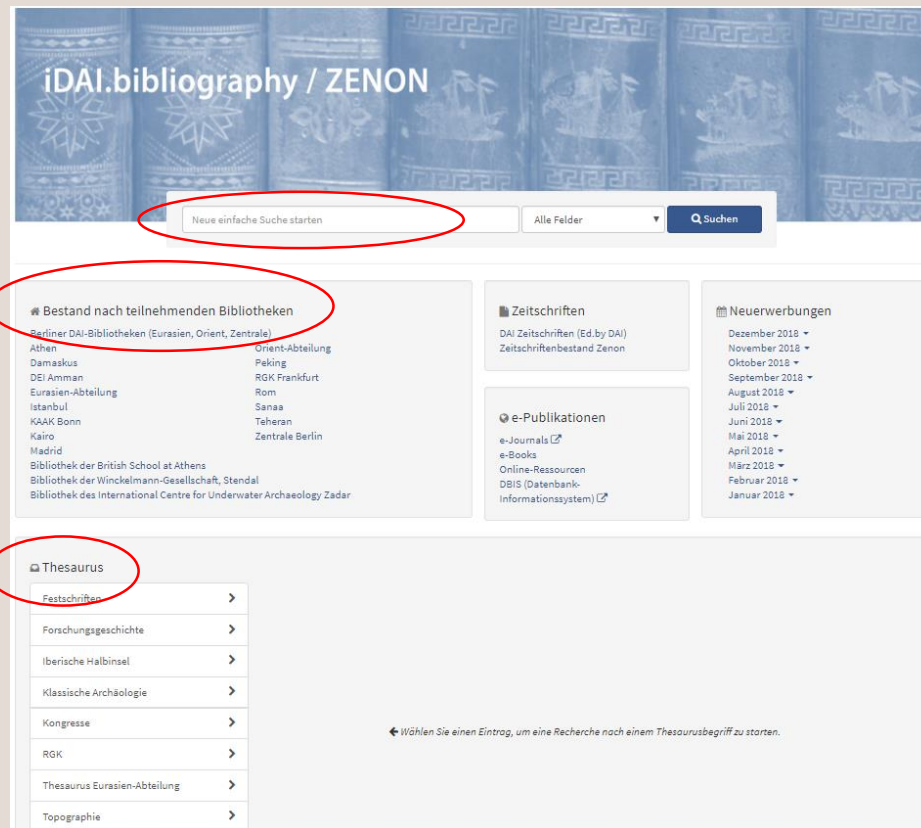 iDAI.bibliography / ZENON
Neue einfache Suche starten
Alle Felder
Suchen
Bestand nach teilnehmenden Bibliotheken
Berliner DAI-Bibliotheken (Eurasien, Orient, Zentrale)
Athen
Damaskus
DEI Amman
Eurasien-Abteilung
Istanbul
KAAK Bonn
Kairo
Madrid
Orient-Abteilung
Peking
RGK Frankfurt
Rom
Sanaa
Teheran
Zentrale Berlin
Bibliothek der British School at Athens
Bibliothek der Winckelmann-Gesellschaft, Stendal
Bibliothek des International Centre for Underwater Archaeology Zadar
Zeitschriften
DAI Zeitschriften (Ed.by DAI)
Zeitschriftenbestand Zenon
e-Publikationen
e-Journals
e-Books
Online-Ressourcen
DBIS (Datenbank-
Informationssystem)
Neuerwerbungen
Dezember 2018
November 2018
Oktober 2018
September 2018
August 2018
Juli 2018
Juni 2018
Mai 2018
April 2018
März 2018
Februar 2018
Januar 2018
Thesaurus
Festschriften
Forschungsgeschichte
Iberische Halbinsel
Klassische Archäologie
Kongresse
RGK
Thesaurus Eurasien-Abteilung
Topographie
Wählen Sie einen Eintrag, um eine Recherche nach einem Thesaurusbegriff zu starten.